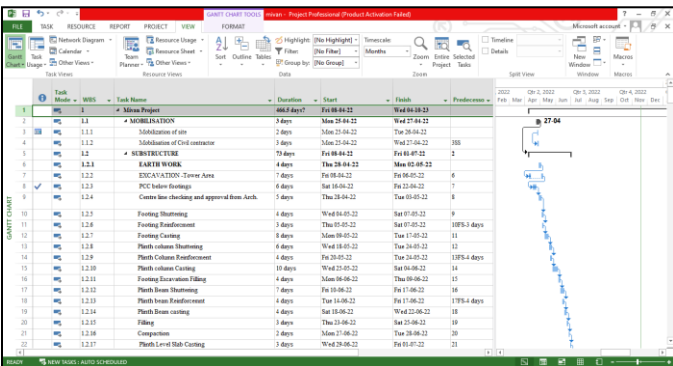 GANTT CHART TOOLS mivan - Project Professional (Product Activation Failed)
FILE TASK RESOURCE REPORT PROJECT VIEW FORMAT Microsoft account
Gantt Chart Task Usage Network Diagram Calendar Other Views
Task Views
Team Planner Resource Usage Resource Sheet Other Views
Resource Views
Sort Outline Tables Highlight: [No Highlight] Filter: [No Filter] Group by: [No Group]
Data
Timescale: Months Zoom Entire Project Selected Tasks
Zoom
Timeline Details
Split View
New Window
Window
Macros
Macros
Task Mode WBS Task Name Duration Start Finish Predecesso
2022 Qtr 2, 2022 Qtr 3, 2022 Qtr 4, 2022
Feb Mar Apr May Jun Jul Aug Sep Oct Nov Dec
1 1 Mivan Project 466.5 days? Fri 08-04-22 Wed 04-10-23
2 1.1 MOBILISATION 3 days Mon 25-04-22 Wed 27-04-22 27-04
3 1.1.1 Mobilization of site 2 days Mon 25-04-22 Tue 26-04-22
4 1.1.2 Mobilization of Civil contractor 3 days Mon 25-04-22 Wed 27-04-22 3SS
5 1.2 SUBSTRUCTURE 73 days Fri 08-04-22 Fri 01-07-22 2
6 1.2.1 EARTH WORK 4 days Thu 28-04-22 Mon 02-05-22
7 1.2.2 EXCAVATION -Tower Area 7 days Fri 08-04-22 Fri 06-05-22 6
8 1.2.3 PCC below footings 6 days Sat 16-04-22 Fri 22-04-22 7
9 1.2.4 Centre line checking and approval from Arch. 5 days Thu 28-04-22 Tue 03-05-22 8
10 1.2.5 Footing Shuttering 4 days Wed 04-05-22 Sat 07-05-22 9
11 1.2.6 Footing Reinforcement 3 days Thu 05-05-22 Sat 07-05-22 10FS-3 days
12 1.2.7 Footing Casting 8 days Mon 09-05-22 Tue 17-05-22 11
13 1.2.8 Plinth column Shuttering 6 days Wed 18-05-22 Tue 24-05-22 12
14 1.2.9 Plinth Column Reinforcement 4 days Fri 20-05-22 Tue 24-05-22 13FS-4 days
15 1.2.10 Plinth column Casting 10 days Wed 25-05-22 Sat 04-06-22 14
16 1.2.11 Footing Excavation Filling 4 days Mon 06-06-22 Thu 09-06-22 15
17 1.2.12 Plinth Beam Shuttering 7 days Fri 10-06-22 Fri 17-06-22 16
18 1.2.13 Plinth beam Reinforcement 4 days Tue 14-06-22 Fri 17-06-22 17FS-4 days
19 1.2.14 Plinth Beam casting 4 days Sat 18-06-22 Wed 22-06-22 18
20 1.2.15 Filling 3 days Thu 23-06-22 Sat 25-06-22 19
21 1.2.16 Compaction 2 days Mon 27-06-22 Tue 28-06-22 20
22 1.2.17 Plinth Level Slab Casting 3 days Wed 29-06-22 Fri 01-07-22 21
GANTT CHART
READY NEW TASKS : AUTO SCHEDULED